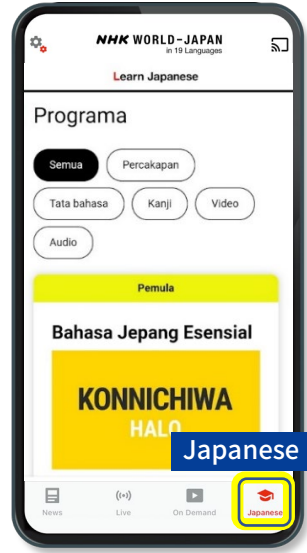 NHK WORLD-JAPAN
in 19 Languages
Learn Japanese
Programa
Semua
Percakapan
Tata bahasa
Kanji
Video
Audio
Pemula
Bahasa Jepang Esensial
KONNICHIWA
HALO
Japanese
News
Live
On Demand
Japanese